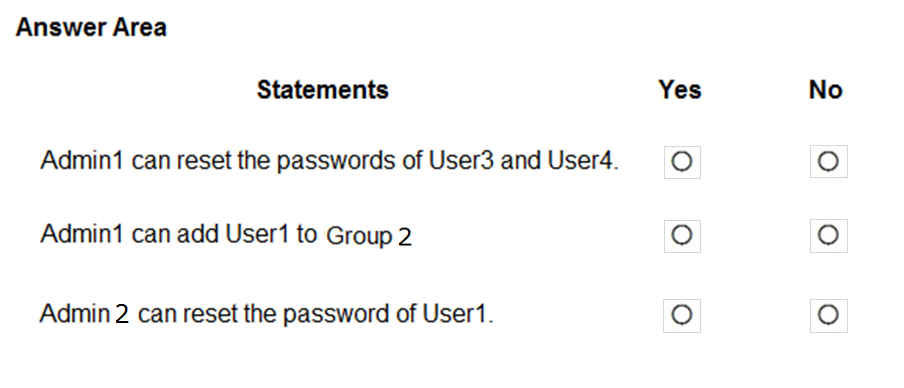 Answer Area
Statements Yes No
Admin1 can reset the passwords of User3 and User4.
Admin1 can add User1 to Group 2
Admin 2 can reset the password of User1.